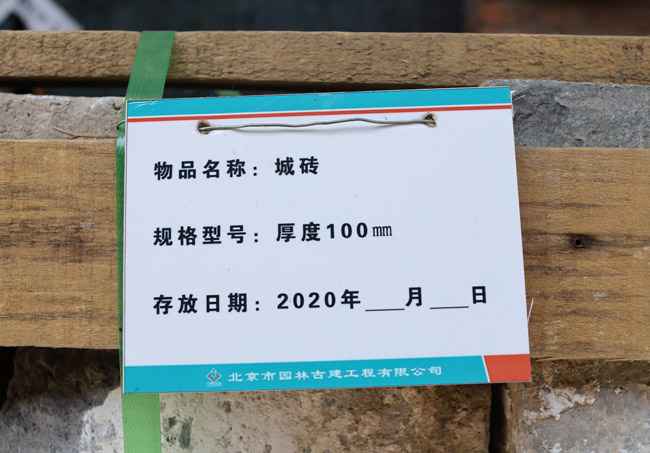 物品名称：城砖
规格型号：厚度100㎜
存放日期：2020年___月___日
北京市园林古建工程有限公司